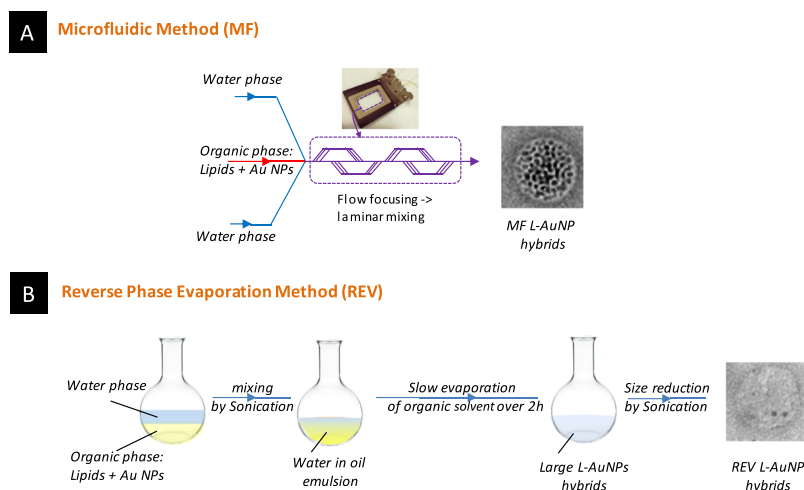 A
Microfluidic Method (MF)
Water phase
Organic phase:
Lipids + Au NPs
Water phase
Flow focusing ->
laminar mixing
MF L-AuNP
hybrids
B
Reverse Phase Evaporation Method (REV)
Water phase
Organic phase:
Lipids + Au NPs
mixing
by Sonication
Water in oil
emulsion
Slow evaporation
of organic solvent over 2h
Large L-AuNPs
hybrids
Size reduction
by Sonication
REV L-AuNP
hybrids